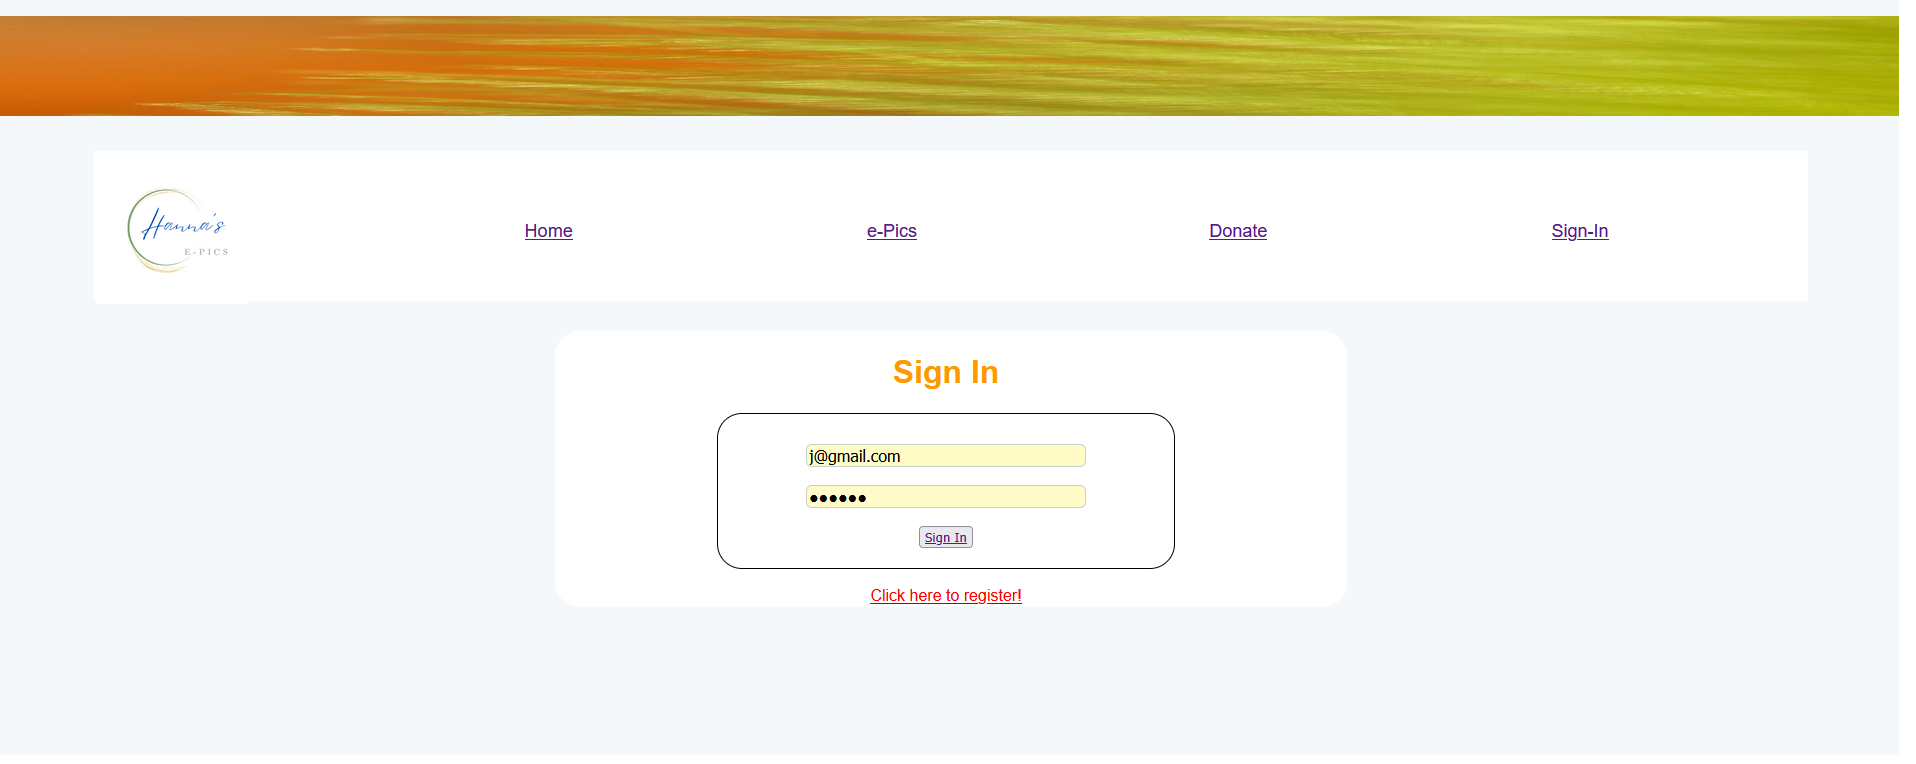 Hanna's
E-PICS
Home
e-Pics
Donate
Sign-In
Sign In
j@gmail.com
●●●●●●
Sign In
Click here to register!